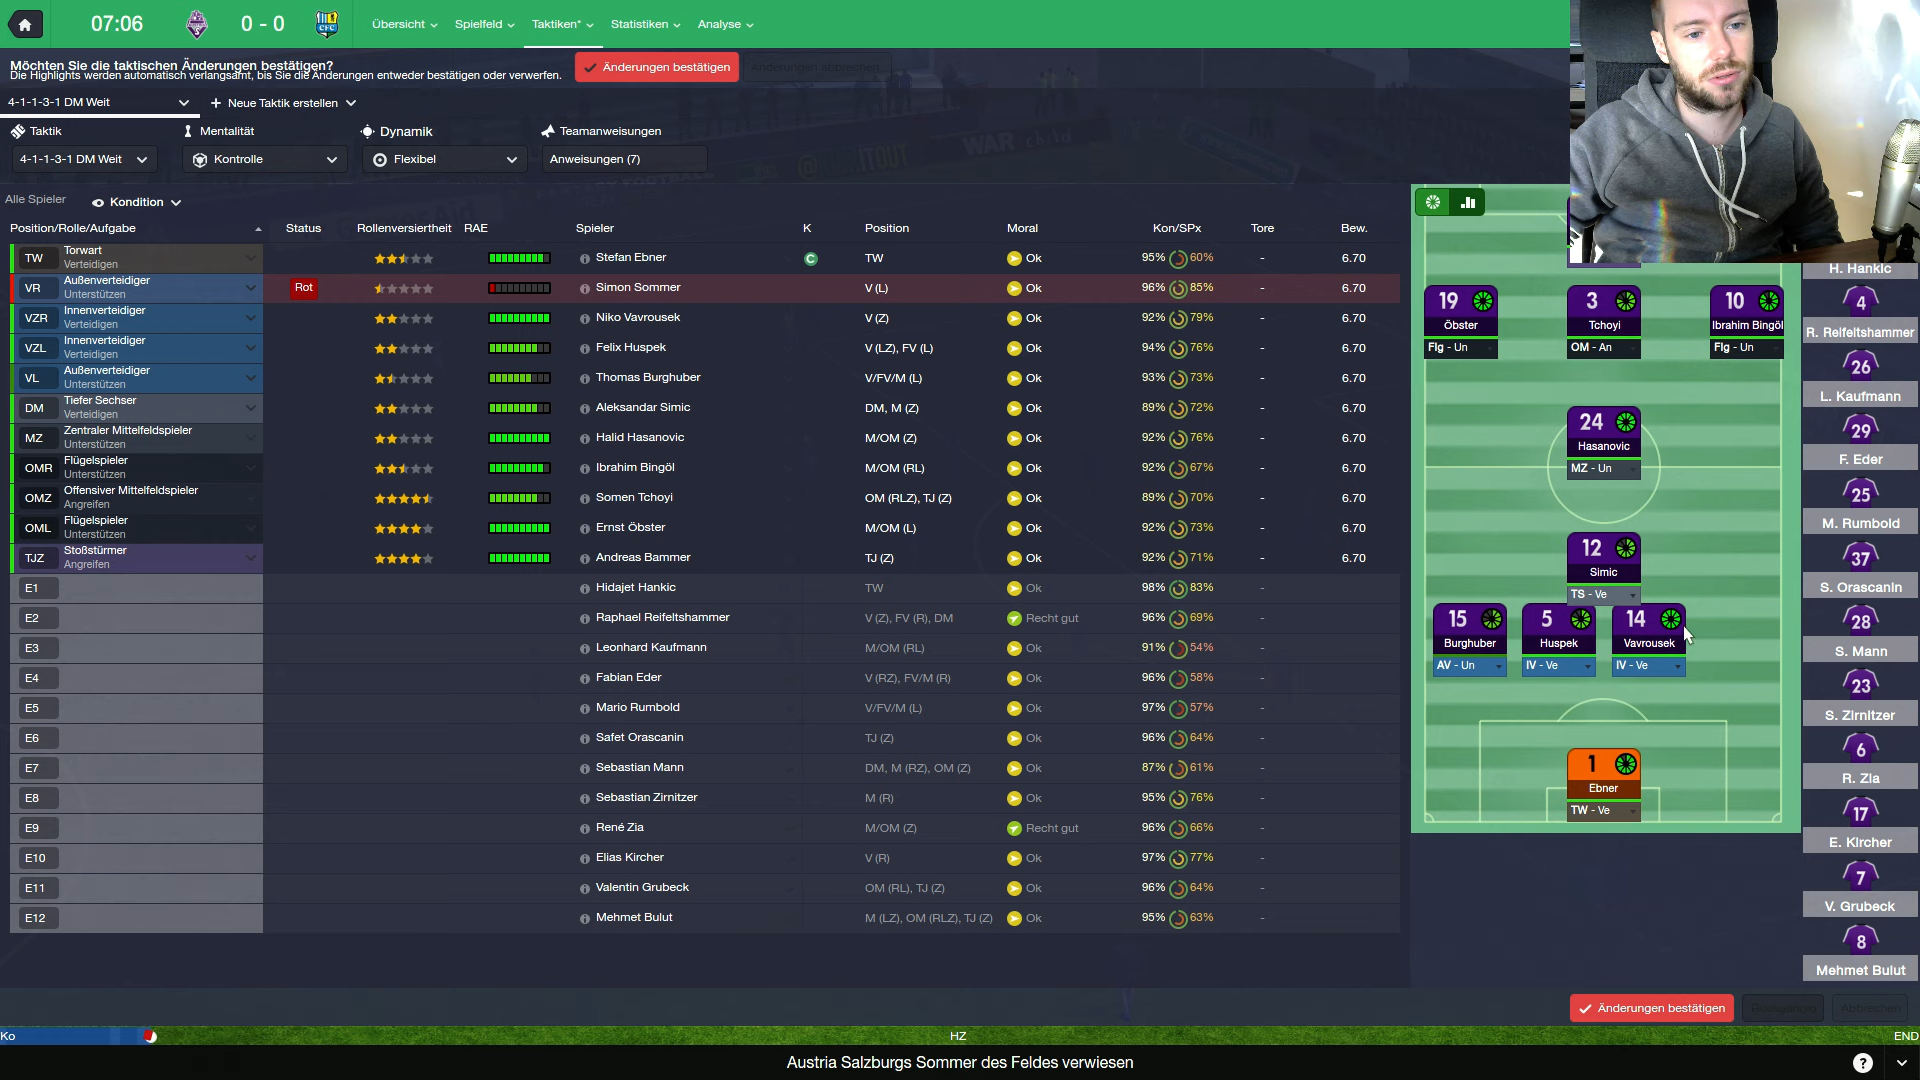 07:06
0 - 0
Übersicht
Spielfeld
Taktiken*
Statistiken
Analyse
Möchten Sie die taktischen Änderungen bestätigen?
Die Highlights werden automatisch verlangsamt, bis Sie die Änderungen entweder bestätigen oder verwerfen.
Änderungen bestätigen
Änderungen abbrechen
4-1-1-3-1 DM Weit
Neue Taktik erstellen
Taktik
Mentalität
Dynamik
Teamanweisungen
4-1-1-3-1 DM Weit
Kontrolle
Flexibel
Anweisungen (7)
Alle Spieler
Kondition
Position/Rolle/Aufgabe Status Rollenversiertheit RAE Spieler K Position Moral Kon/SPx Tore Bew.
TW Torwart Verteidigen Stefan Ebner C TW Ok 95% 60% - 6.70
VR Außenverteidiger Unterstützen Rot Simon Sommer V (L) Ok 96% 85% - 6.70
VZR Innenverteidiger Verteidigen Niko Vavrousek V (Z) Ok 92% 79% - 6.70
VZL Innenverteidiger Verteidigen Felix Huspek V (LZ), FV (L) Ok 94% 76% - 6.70
VL Außenverteidiger Unterstützen Thomas Burghuber V/FV/M (L) Ok 93% 73% - 6.70
DM Tiefer Sechser Verteidigen Aleksandar Simic DM, M (Z) Ok 89% 72% - 6.70
MZ Zentraler Mittelfeldspieler Unterstützen Halid Hasanovic M/OM (Z) Ok 92% 76% - 6.70
OMR Flügelspieler Unterstützen Ibrahim Bingöl M/OM (RL) Ok 92% 67% - 6.70
OMZ Offensiver Mittelfeldspieler Angreifen Somen Tchoyi OM (RLZ), TJ (Z) Ok 89% 70% - 6.70
OML Flügelspieler Unterstützen Ernst Öbster M/OM (L) Ok 92% 73% - 6.70
TJZ Stoßstürmer Angreifen Andreas Bammer TJ (Z) Ok 92% 71% - 6.70
E1 Hidajet Hankic TW Ok 98% 83% -
E2 Raphael Reifeltshammer V (Z), FV (R), DM Recht gut 96% 69% -
E3 Leonhard Kaufmann M/OM (RL) Ok 91% 54% -
E4 Fabian Eder V (RZ), FV/M (R) Ok 96% 58% -
E5 Mario Rumbold V/FV/M (L) Ok 97% 57% -
E6 Safet Orascanin TJ (Z) Ok 96% 64% -
E7 Sebastian Mann DM, M (RZ), OM (Z) Ok 87% 61% -
E8 Sebastian Zirnitzer M (R) Ok 95% 76% -
E9 René Zia M/OM (Z) Recht gut 96% 66% -
E10 Elias Kircher V (R) Ok 97% 77% -
E11 Valentin Grubeck OM (RL), TJ (Z) Ok 96% 64% -
E12 Mehmet Bulut M (LZ), OM (RLZ), TJ (Z) Ok 95% 63% -
19
Öbster
Flg - Un
3
Tchoyi
OM - An
10
Ibrahim Bingöl
Flg - Un
24
Hasanovic
MZ - Un
12
Simic
TS - Ve
15
Burghuber
AV - Un
5
Huspek
IV - Ve
14
Vavrousek
IV - Ve
1
Ebner
TW - Ve
H. Hankic
4
R. Reifeltshammer
26
L. Kaufmann
29
F. Eder
25
M. Rumbold
37
S. Orascanin
28
S. Mann
23
S. Zirnitzer
6
R. Zia
17
E. Kircher
7
V. Grubeck
8
Mehmet Bulut
Änderungen bestätigen
Abbrechen
Ko
HZ
END
Austria Salzburgs Sommer des Feldes verwiesen
?